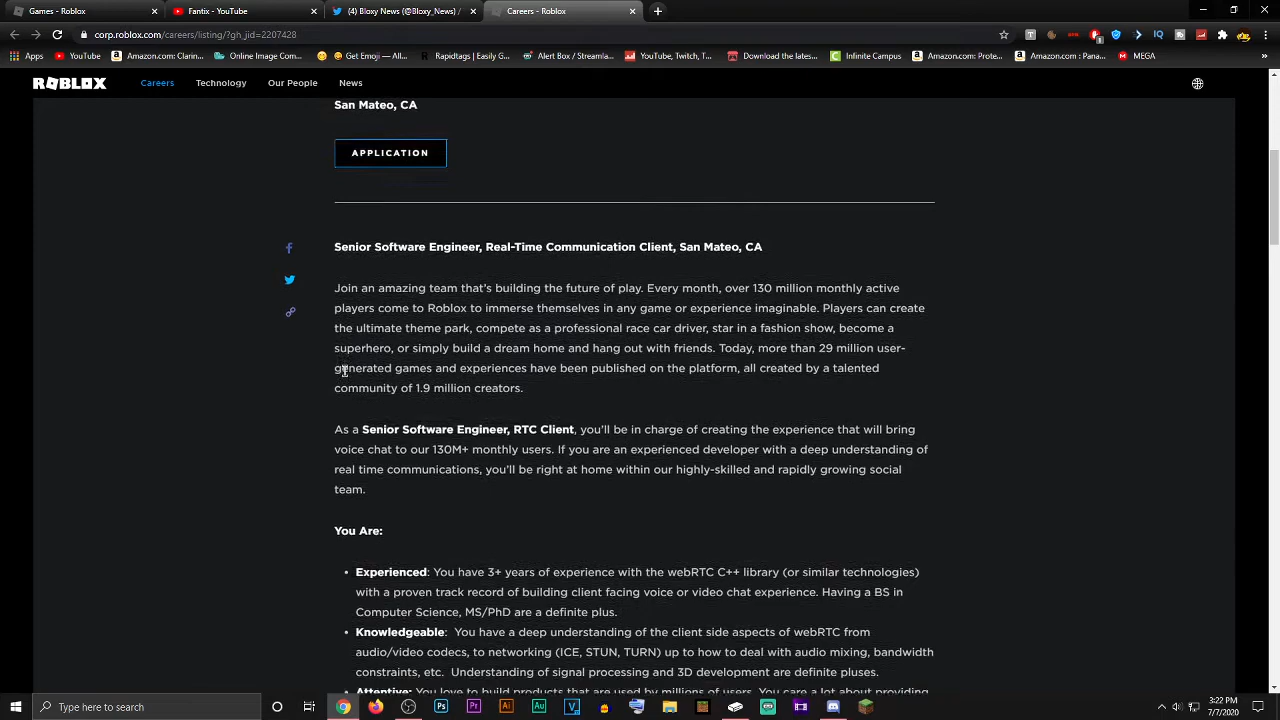 Games - Roblox
Fantix - YouTube
(4) Bloxy News (@Bloxy_News) /
Careers - Roblox
corp.roblox.com/careers/listing/?gh_jid=2207428
Apps
YouTube
Amazon.com: Clarin...
Online Image Com...
Get Emoji — All...
Rapidtags | Easily G...
Alert Box / Streamla...
YouTube, Twitch, T...
Download the latest...
Infinite Campus
Amazon.com : Prote...
Amazon.com : Pana...
MEGA
ROBLOX
Careers
Technology
Our People
News
San Mateo, CA
APPLICATION
Senior Software Engineer, Real-Time Communication Client, San Mateo, CA
Join an amazing team that's building the future of play. Every month, over 130 million monthly active
players come to Roblox to immerse themselves in any game or experience imaginable. Players can create
the ultimate theme park, compete as a professional race car driver, star in a fashion show, become a
superhero, or simply build a dream home and hang out with friends. Today, more than 29 million user-
generated games and experiences have been published on the platform, all created by a talented
community of 1.9 million creators.
As a Senior Software Engineer, RTC Client, you'll be in charge of creating the experience that will bring
voice chat to our 130M+ monthly users. If you are an experienced developer with a deep understanding of
real time communications, you'll be right at home within our highly-skilled and rapidly growing social
team.
You Are:
• Experienced: You have 3+ years of experience with the webRTC C++ library (or similar technologies)
with a proven track record of building client facing voice or video chat experience. Having a BS in
Computer Science, MS/PhD are a definite plus.
• Knowledgeable: You have a deep understanding of the client side aspects of webRTC from
audio/video codecs, to networking (ICE, STUN, TURN) up to how to deal with audio mixing, bandwidth
constraints, etc. Understanding of signal processing and 3D development are definite pluses.
• Attentive: You love to build products that are used by millions of users. You care a lot about providing
Type here to search
3:22 PM
7/7/2020